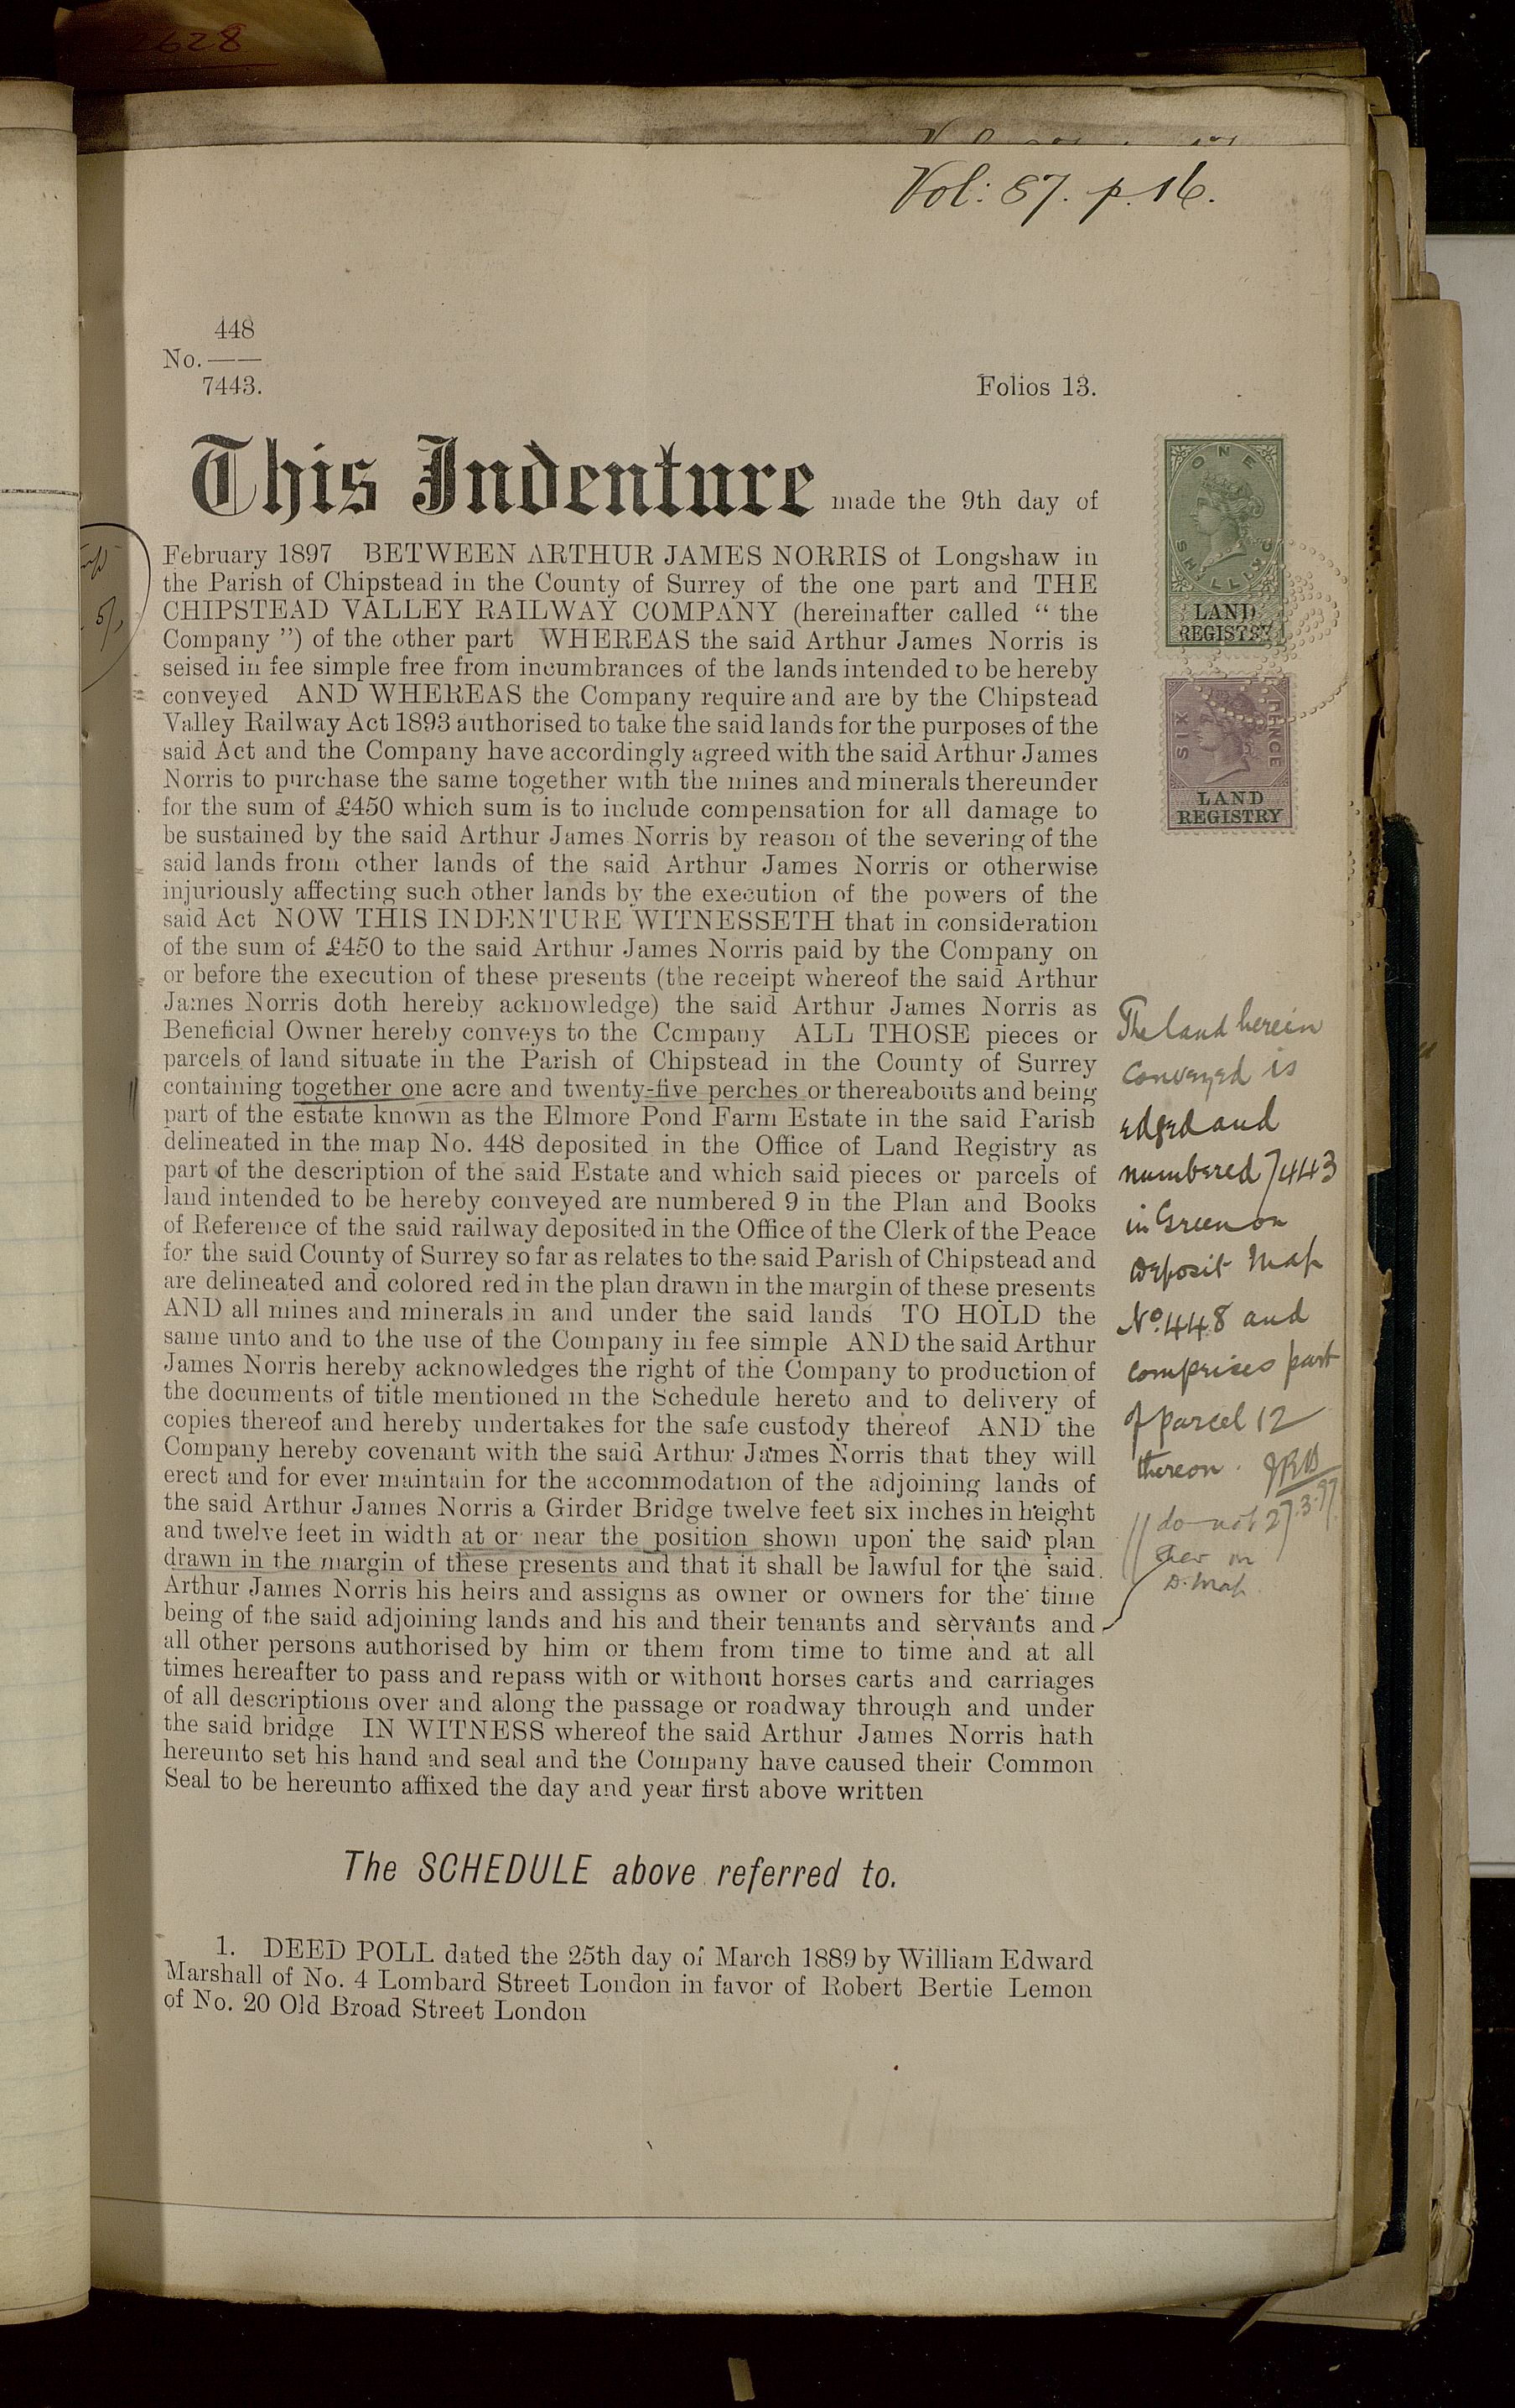 2628
Vol: 87. p. 16.
448
No. ——
7443.
Folios 13.
This Indenture made the 9th day of
February 1897 BETWEEN ARTHUR JAMES NORRIS of Longshaw in
the Parish of Chipstead in the County of Surrey of the one part and THE
CHIPSTEAD VALLEY RAILWAY COMPANY (hereinafter called “ the
Company ”) of the other part WHEREAS the said Arthur James Norris is
seised in fee simple free from incumbrances of the lands intended to be hereby
conveyed AND WHEREAS the Company require and are by the Chipstead
Valley Railway Act 1893 authorised to take the said lands for the purposes of the
said Act and the Company have accordingly agreed with the said Arthur James
Norris to purchase the same together with the mines and minerals thereunder
for the sum of £450 which sum is to include compensation for all damage to
be sustained by the said Arthur James Norris by reason of the severing of the
said lands from other lands of the said Arthur James Norris or otherwise
injuriously affecting such other lands by the execution of the powers of the
said Act NOW THIS INDENTURE WITNESSETH that in consideration
of the sum of £450 to the said Arthur James Norris paid by the Company on
or before the execution of these presents (the receipt whereof the said Arthur
James Norris doth hereby acknowledge) the said Arthur James Norris as
Beneficial Owner hereby conveys to the Company ALL THOSE pieces or
parcels of land situate in the Parish of Chipstead in the County of Surrey
containing together one acre and twenty-five perches or thereabouts and being
part of the estate known as the Elmore Pond Farm Estate in the said Parish
delineated in the map No. 448 deposited in the Office of Land Registry as
part of the description of the said Estate and which said pieces or parcels of
land intended to be hereby conveyed are numbered 9 in the Plan and Books
of Reference of the said railway deposited in the Office of the Clerk of the Peace
for the said County of Surrey so far as relates to the said Parish of Chipstead and
are delineated and colored red in the plan drawn in the margin of these presents
AND all mines and minerals in and under the said lands TO HOLD the
same unto and to the use of the Company in fee simple AND the said Arthur
James Norris hereby acknowledges the right of the Company to production of
the documents of title mentioned in the Schedule hereto and to delivery of
copies thereof and hereby undertakes for the safe custody thereof AND the
Company hereby covenant with the said Arthur James Norris that they will
erect and for ever maintain for the accommodation of the adjoining lands of
the said Arthur James Norris a Girder Bridge twelve feet six inches in height
and twelve feet in width at or near the position shown upon the said plan
drawn in the margin of these presents and that it shall be lawful for the said
Arthur James Norris his heirs and assigns as owner or owners for the time
being of the said adjoining lands and his and their tenants and servants and
all other persons authorised by him or them from time to time and at all
times hereafter to pass and repass with or without horses carts and carriages
of all descriptions over and along the passage or roadway through and under
the said bridge IN WITNESS whereof the said Arthur James Norris hath
hereunto set his hand and seal and the Company have caused their Common
Seal to be hereunto affixed the day and year first above written
The SCHEDULE above referred to.
1. DEED POLL dated the 25th day of March 1889 by William Edward
Marshall of No. 4 Lombard Street London in favor of Robert Bertie Lemon
of No. 20 Old Broad Street London
ONE
SHILLING
LAND
REGISTRY
SIX
PENCE
LAND
REGISTRY
The land herein
conveyed is
edged and
numbered 7443
in Green on
Deposit Map
No. 448 and
comprises part
of parcel 12
thereon.
27.3.97
do not
on
D. Map